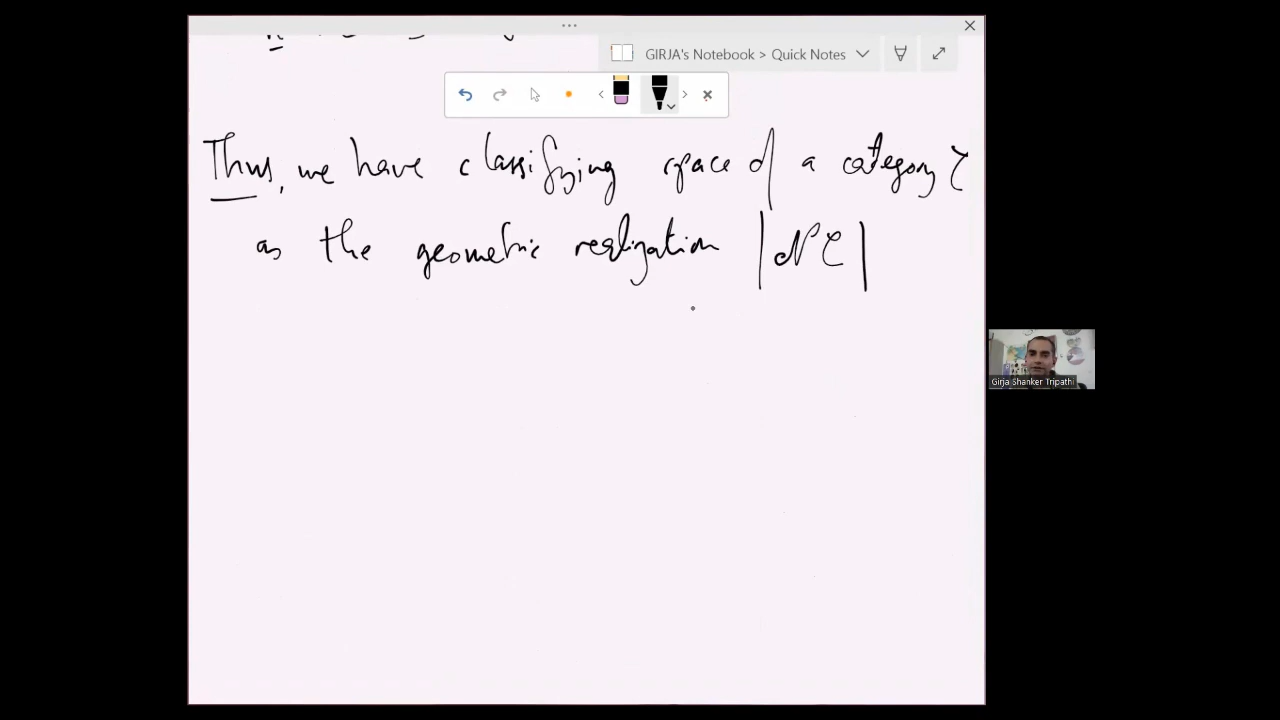 GIRJA's Notebook > Quick Notes
Thus, we have classifying space of a category C
as the geometric realization |NC|
Girja Shanker Tripathi